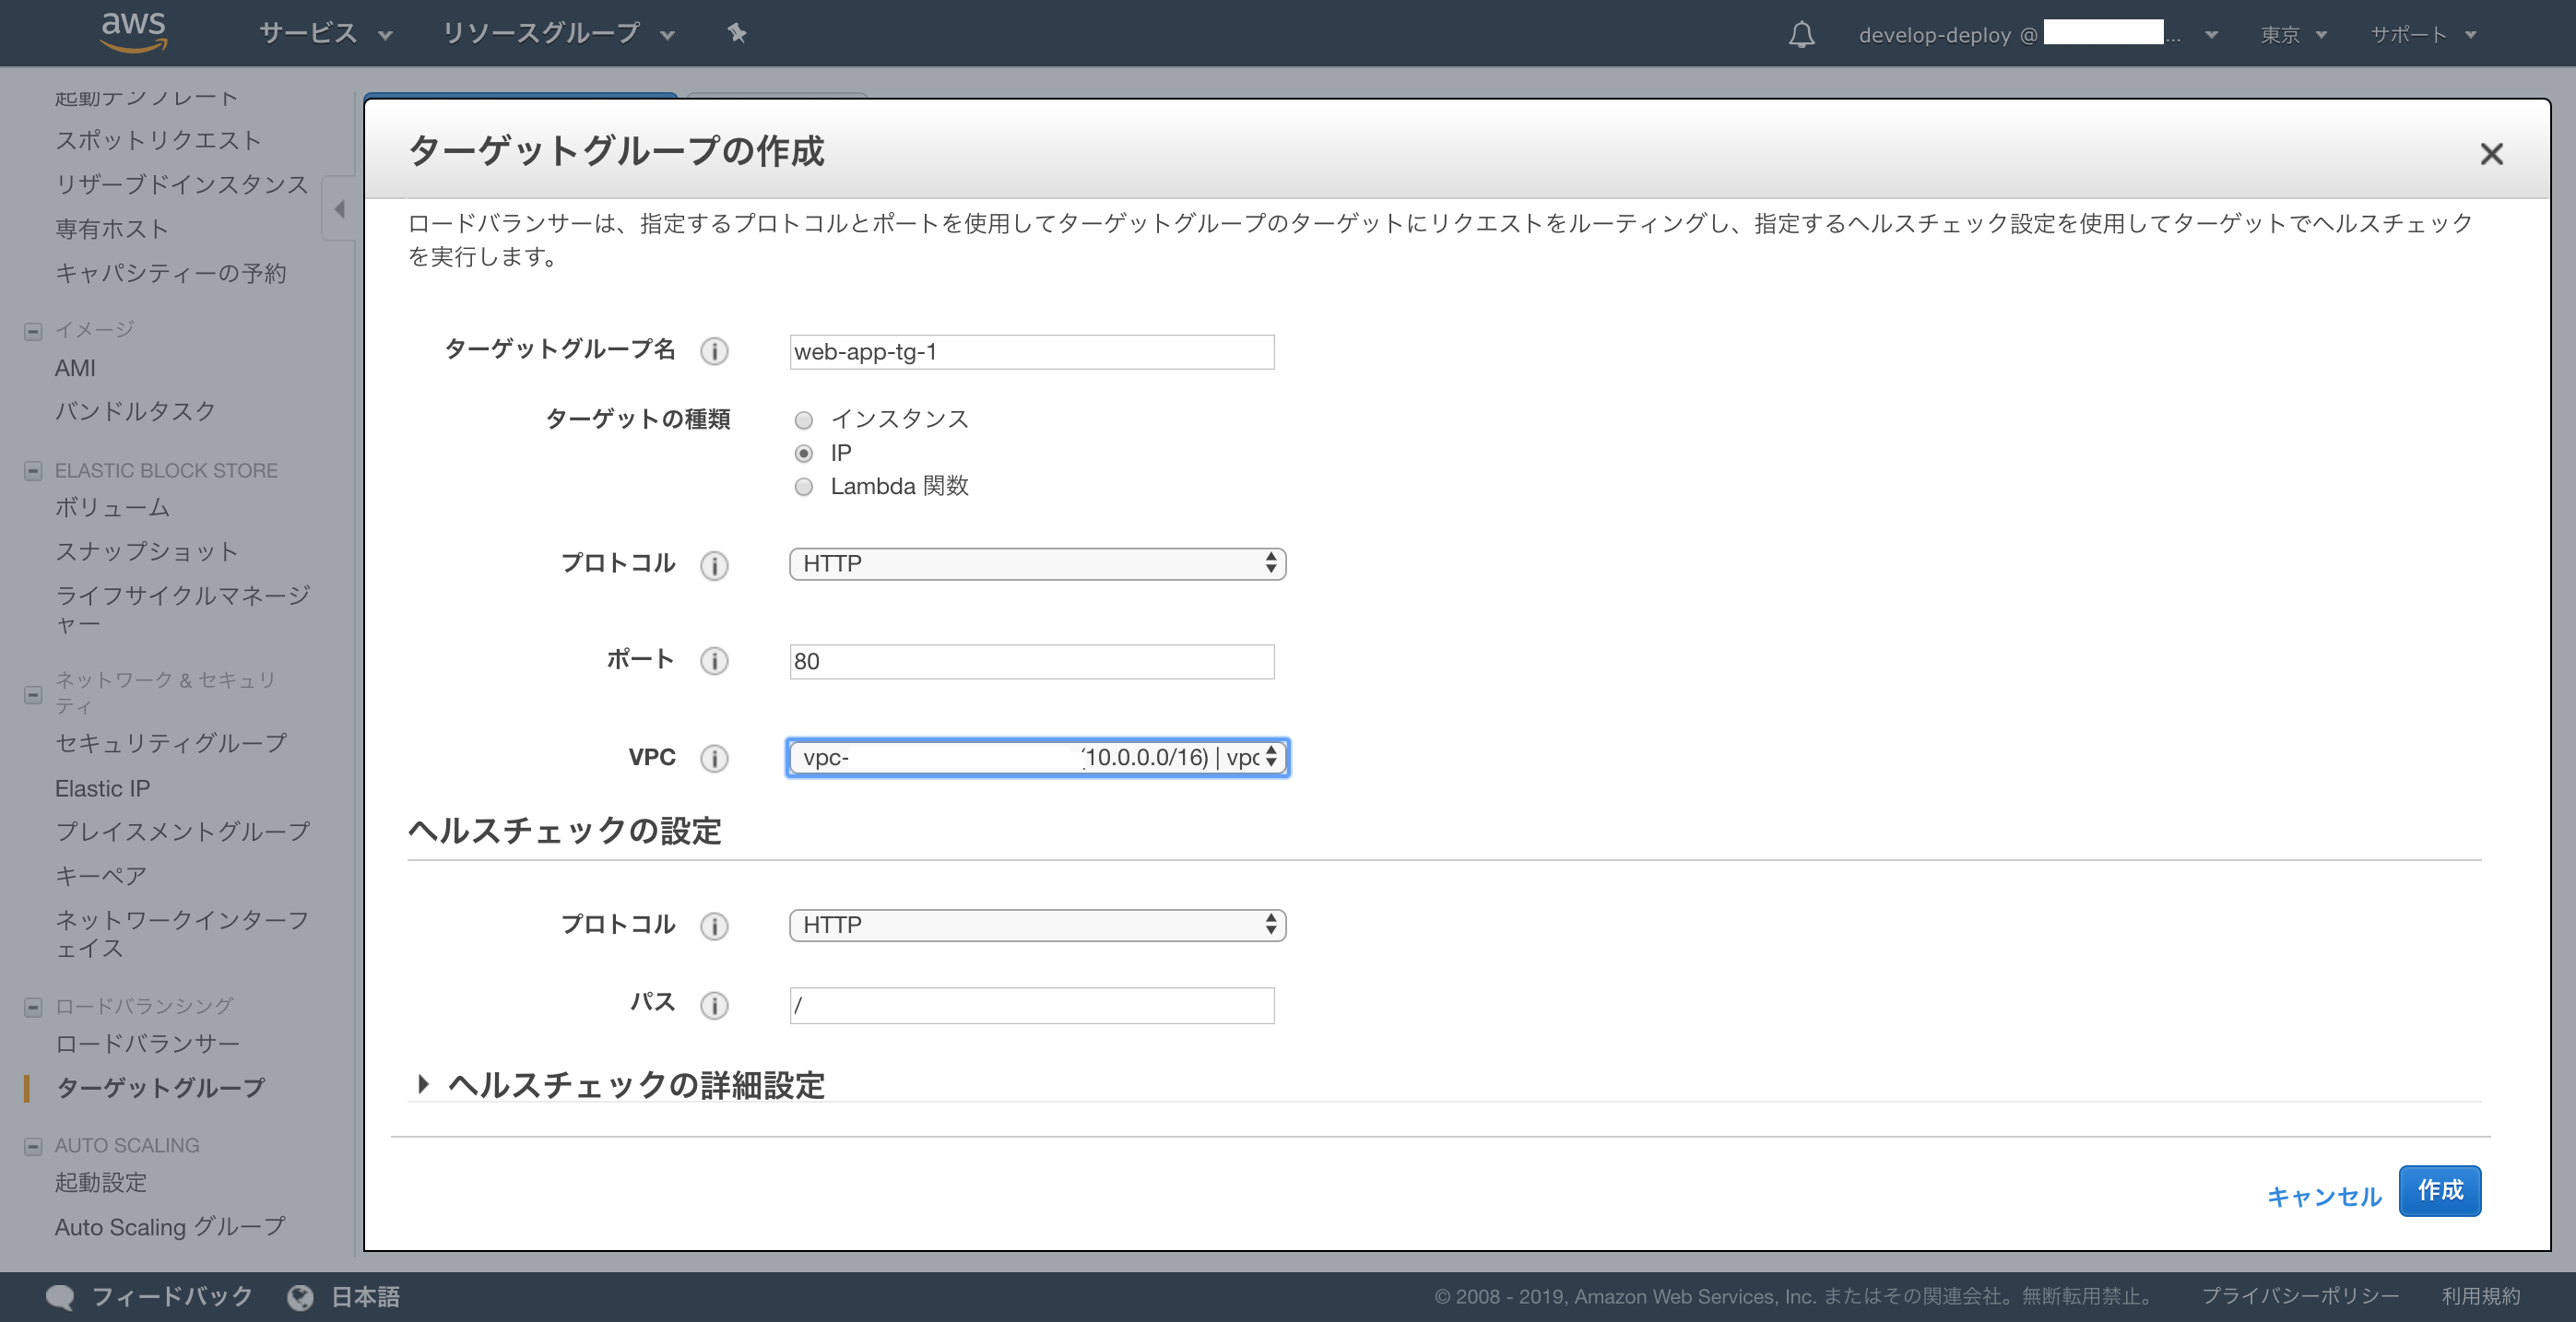 aws
サービス
リソースグループ
develop-deploy @ ...
東京
サポート
起動テンプレート
スポットリクエスト
リザーブドインスタンス
専有ホスト
キャパシティーの予約
イメージ
AMI
バンドルタスク
ELASTIC BLOCK STORE
ボリューム
スナップショット
ライフサイクルマネージ
ャー
ネットワーク & セキュリ
ティ
セキュリティグループ
Elastic IP
プレイスメントグループ
キーペア
ネットワークインターフ
ェイス
ロードバランシング
ロードバランサー
ターゲットグループ
AUTO SCALING
起動設定
Auto Scaling グループ
ターゲットグループの作成
ロードバランサーは、指定するプロトコルとポートを使用してターゲットグループのターゲットにリクエストをルーティングし、指定するヘルスチェック設定を使用してターゲットでヘルスチェック
を実行します。
ターゲットグループ名
web-app-tg-1
ターゲットの種類
インスタンス
IP
Lambda 関数
プロトコル
HTTP
ポート
80
VPC
vpc- (10.0.0.0/16) | vpc
ヘルスチェックの設定
プロトコル
HTTP
パス
/
ヘルスチェックの詳細設定
キャンセル
作成
フィードバック
日本語
© 2008 - 2019, Amazon Web Services, Inc. またはその関連会社。無断転用禁止。
プライバシーポリシー
利用規約